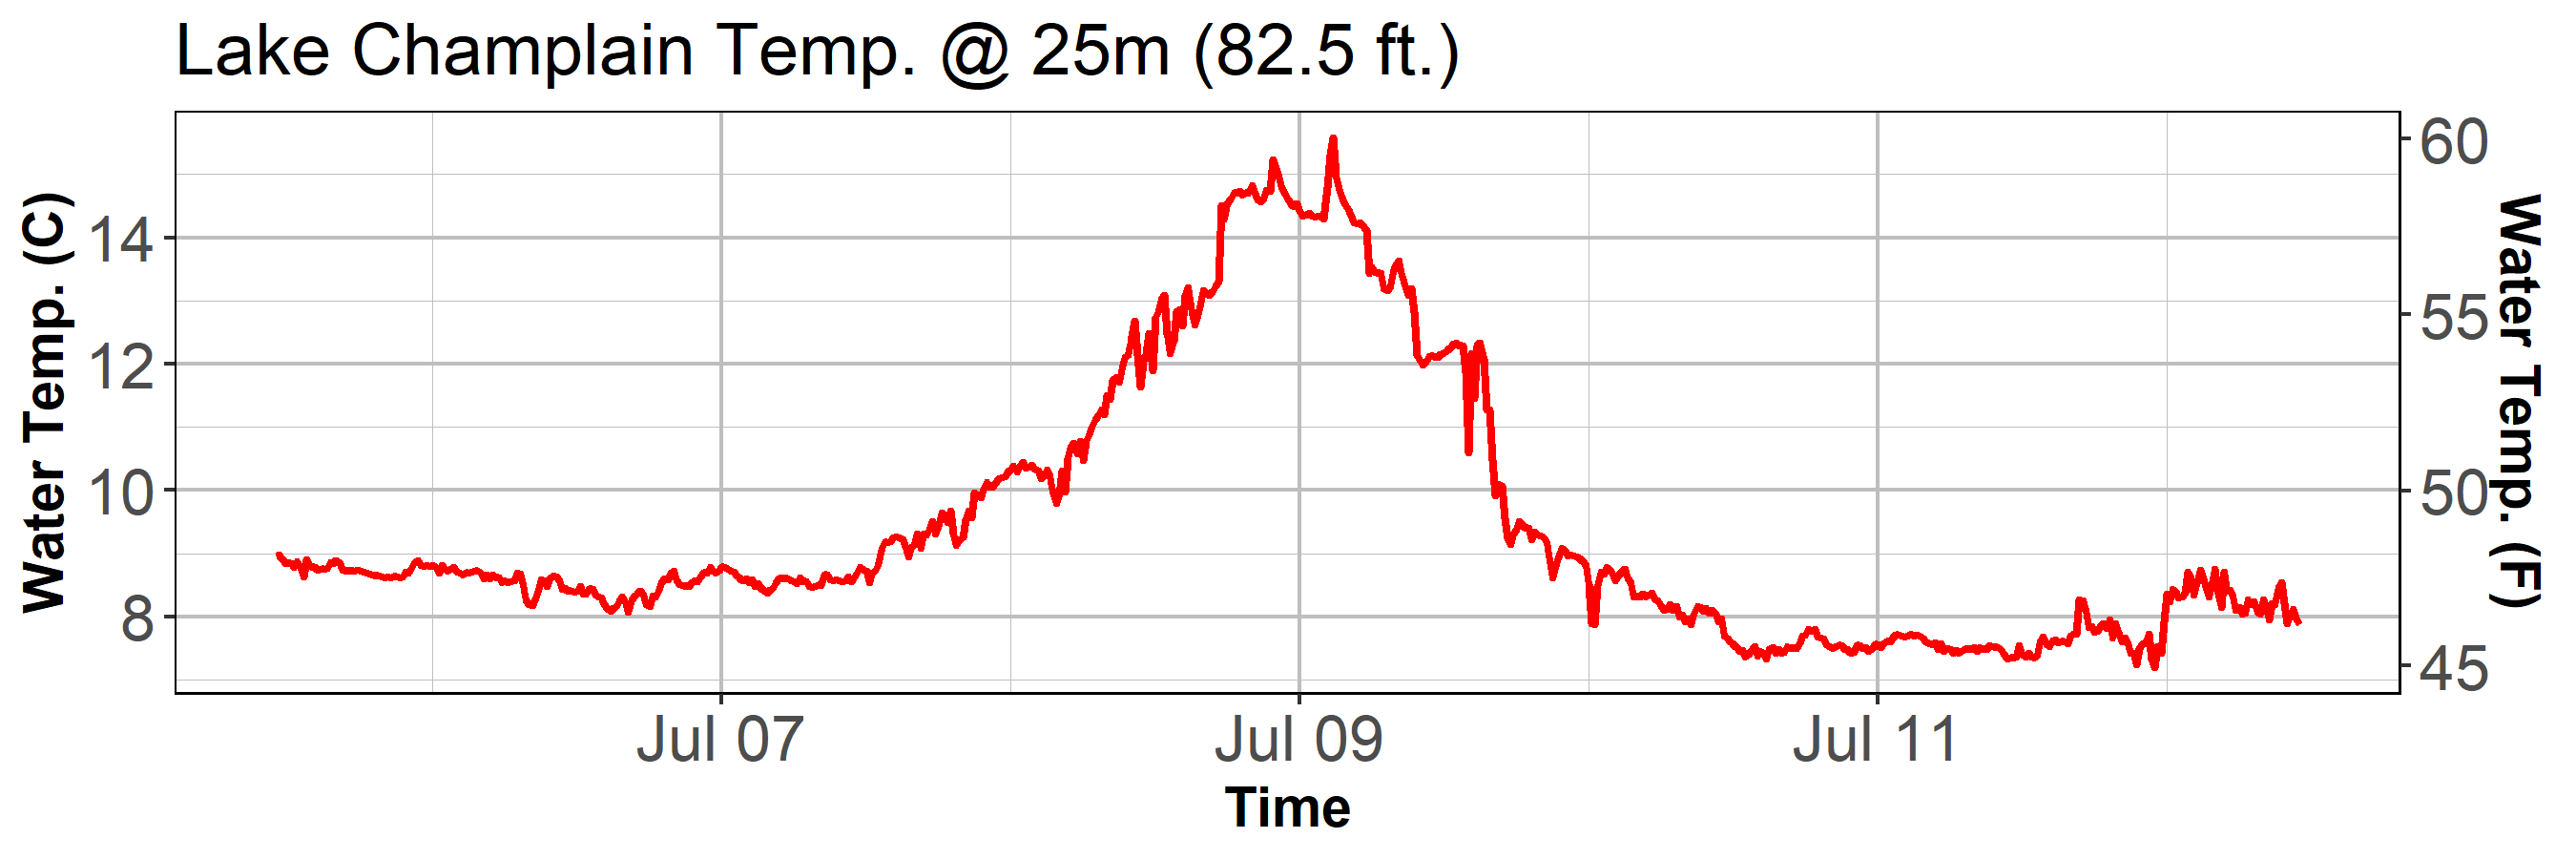 Lake Champlain Temp. @ 25m (82.5 ft.)
Water Temp. (C)
14
12
10
8
60
55
50
45
Water Temp. (F)
Jul 07
Jul 09
Jul 11
Time